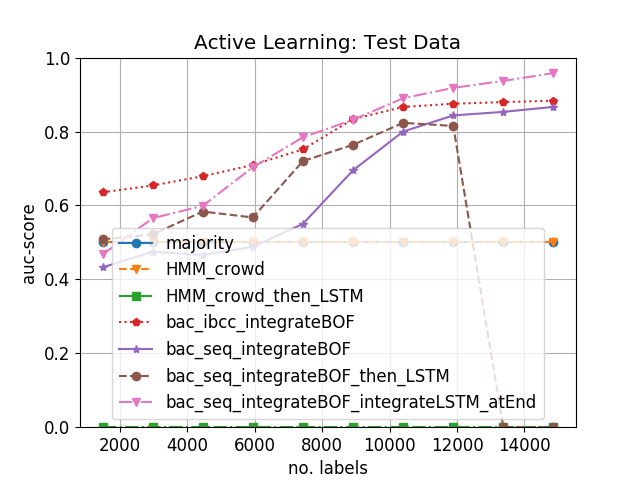 Active Learning: Test Data
1.0
0.8
0.6
0.4
0.2
0.0
auc-score
majority
HMM_crowd
HMM_crowd_then_LSTM
bac_ibcc_integrateBOF
bac_seq_integrateBOF
bac_seq_integrateBOF_then_LSTM
bac_seq_integrateBOF_integrateLSTM_atEnd
2000 4000 6000 8000 10000 12000 14000
no. labels